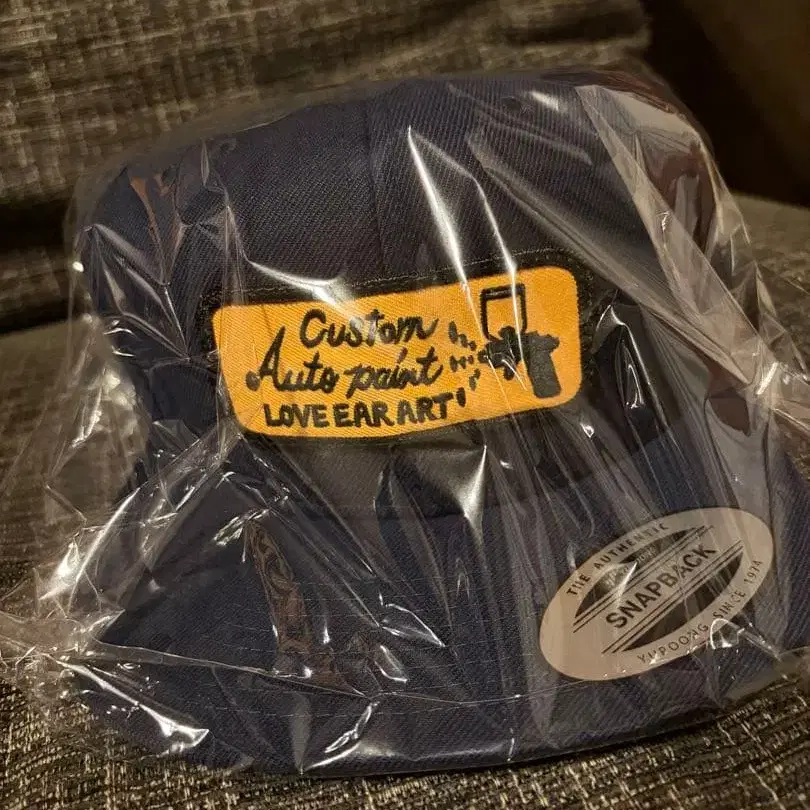 Custom
Auto paint
LOVE EAR ART
THE AUTHENTIC
SNAPBACK
YUPOONG SINCE 1974